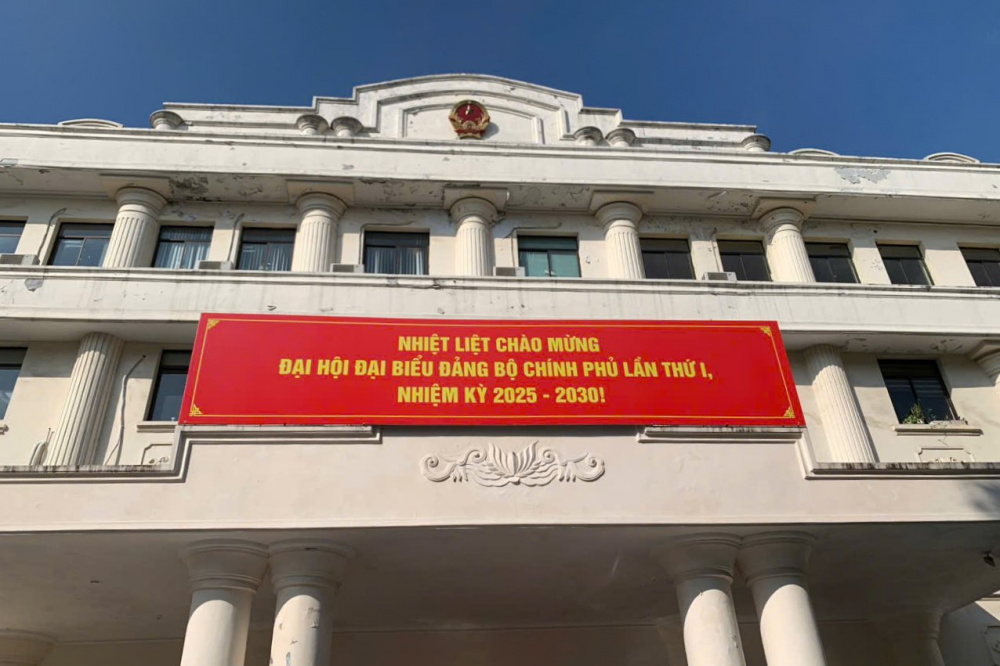 NHIỆT LIỆT CHÀO MỪNG
ĐẠI HỘI ĐẠI BIỂU ĐẢNG BỘ CHÍNH PHỦ LẦN THỨ I,
NHIỆM KỲ 2025 - 2030!